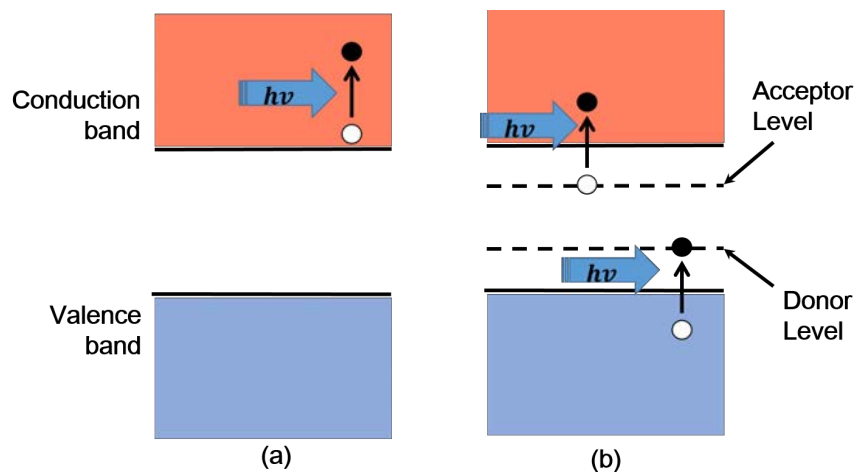 Conduction
band
hv
hv
Acceptor
Level
hv
Valence
band
Donor
Level
(a)
(b)